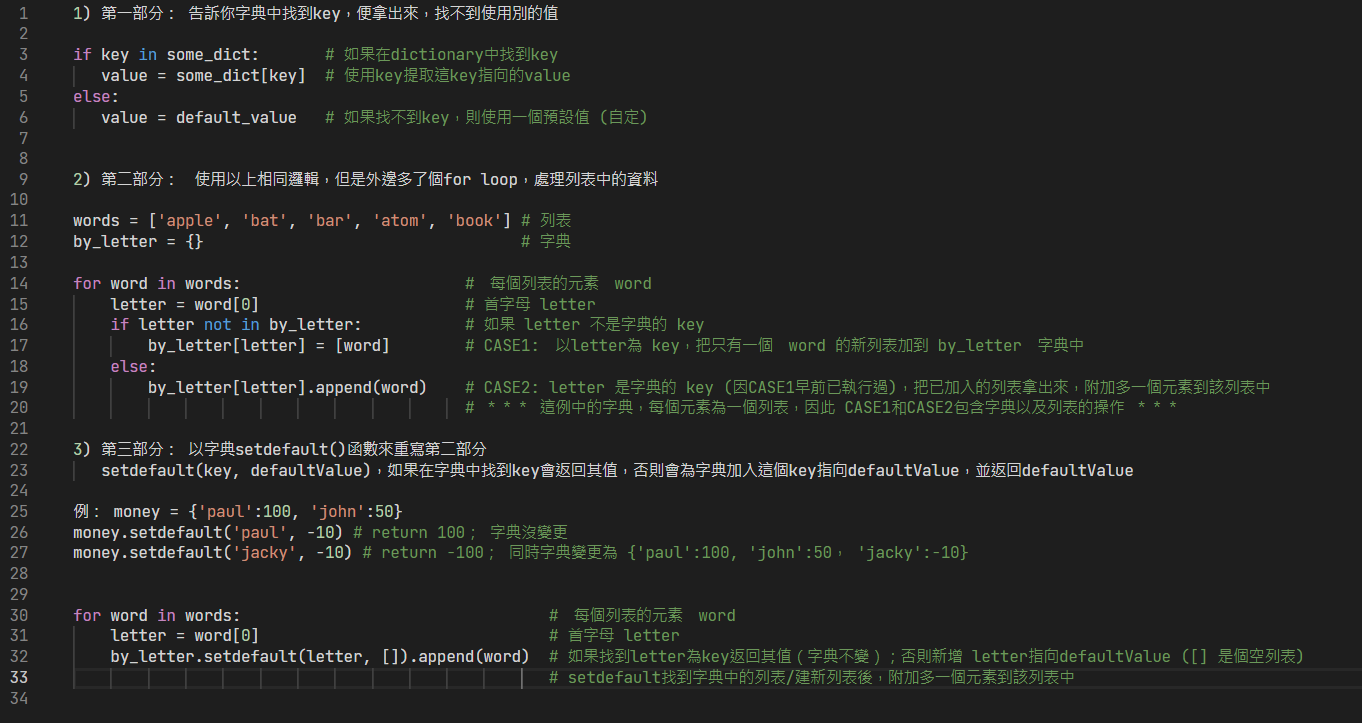 1 1) 第一部分： 告訴你字典中找到key，便拿出來，找不到使用別的值
2
3 if key in some_dict: # 如果在dictionary中找到key
4 value = some_dict[key] # 使用key提取這key指向的value
5 else:
6 value = default_value # 如果找不到key，則使用一個預設值 (自定)
7
8
9 2) 第二部分： 使用以上相同邏輯，但是外邊多了個for loop，處理列表中的資料
10
11 words = ['apple', 'bat', 'bar', 'atom', 'book'] # 列表
12 by_letter = {} # 字典
13
14 for word in words: # 每個列表的元素 word
15 letter = word[0] # 首字母 letter
16 if letter not in by_letter: # 如果 letter 不是字典的 key
17 by_letter[letter] = [word] # CASE1: 以letter為 key，把只有一個 word 的新列表加到 by_letter 字典中
18 else:
19 by_letter[letter].append(word) # CASE2: letter 是字典的 key (因CASE1早前已執行過)，把已加入的列表拿出來，附加多一個元素到該列表中
20 # *** 這例中的字典，每個元素為一個列表，因此 CASE1和CASE2包含字典以及列表的操作 ***
21
22 3) 第三部分： 以字典setdefault()函數來重寫第二部分
23 setdefault(key, defaultValue)，如果在字典中找到key會返回其值，否則會為字典加入這個key指向defaultValue，並返回defaultValue
24
25 例： money = {'paul':100, 'john':50}
26 money.setdefault('paul', -10) # return 100； 字典沒變更
27 money.setdefault('jacky', -10) # return -100； 同時字典變更為 {'paul':100, 'john':50， 'jacky':-10}
28
29
30 for word in words: # 每個列表的元素 word
31 letter = word[0] # 首字母 letter
32 by_letter.setdefault(letter, []).append(word) # 如果找到letter為key返回其值（字典不變）；否則新增 letter指向defaultValue ([] 是個空列表)
33 # setdefault找到字典中的列表/建新列表後，附加多一個元素到該列表中
34